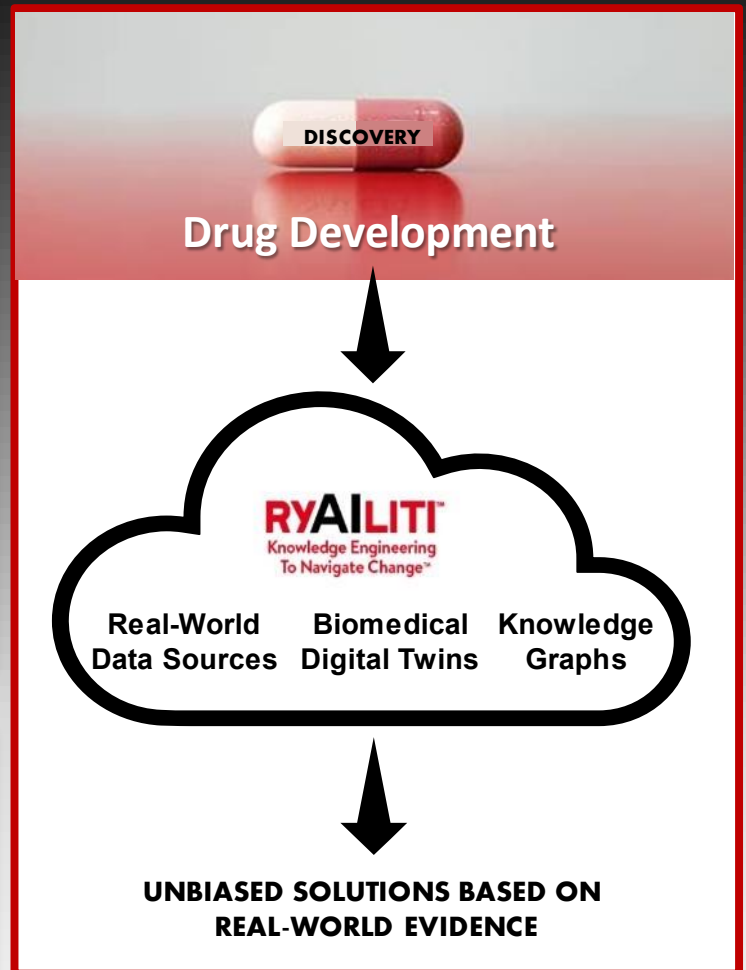 DISCOVERY
Drug Development
RYAILITI™
Knowledge Engineering
To Navigate Change™
Real-World Biomedical Knowledge
Data Sources Digital Twins Graphs
UNBIASED SOLUTIONS BASED ON
REAL-WORLD EVIDENCE